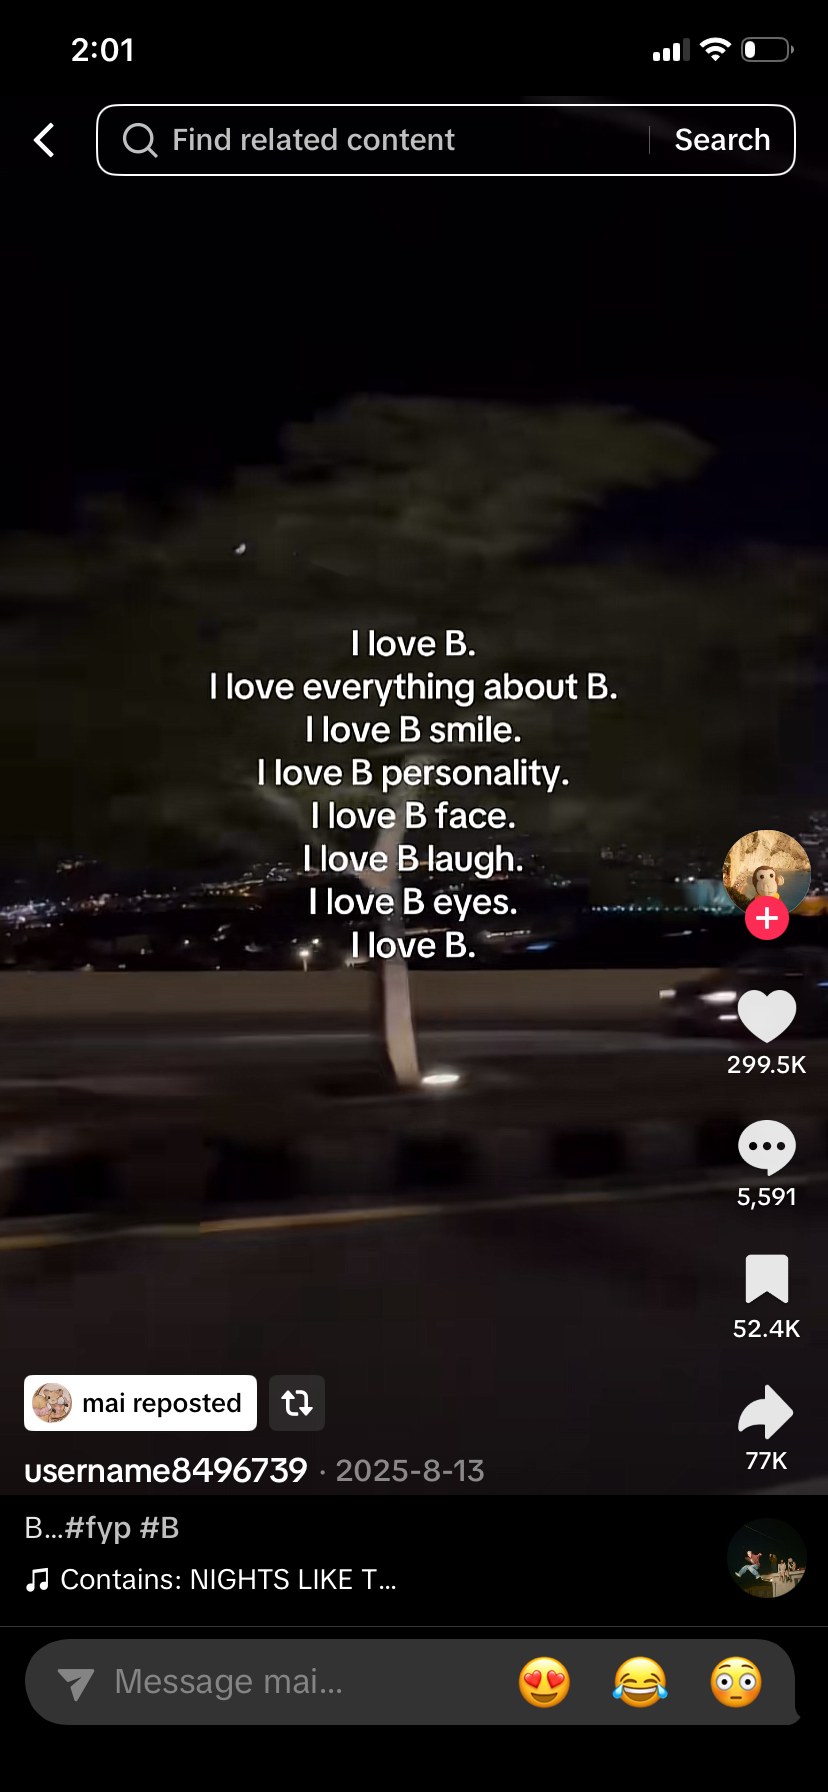 2:01
Find related content
Search
I love B.
I love everything about B.
I love B smile.
I love B personality.
I love B face.
I love B laugh.
I love B eyes.
I love B.
299.5K
5,591
52.4K
77K
mai reposted
username8496739 · 2025-8-13
B...#fyp #B
Contains: NIGHTS LIKE T...
Message mai...